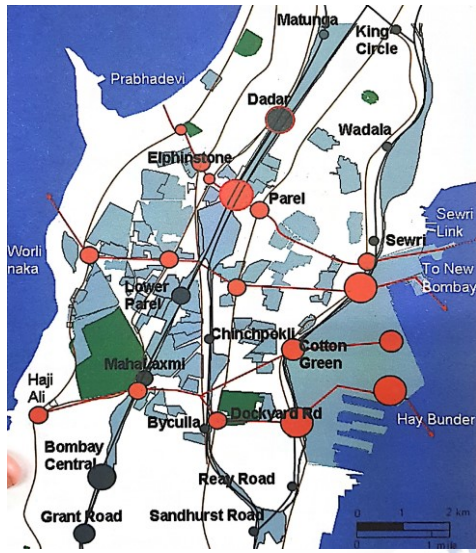 Matunga
King
Circle
Prabhadevi
Dadar
Wadala
Elphinstone
Parel
Sewri
Link
Sewri
Worli
naka
To New
Bombay
Lower
Parel
Chinchpokli
Cotton
Green
Mahalaxmi
Haji
Ali
Dockyard Rd
Byculla
Hay Bunder
Bombay
Central
Reay Road
Grant Road
Sandhurst Road
0 1 2 km
1 mile